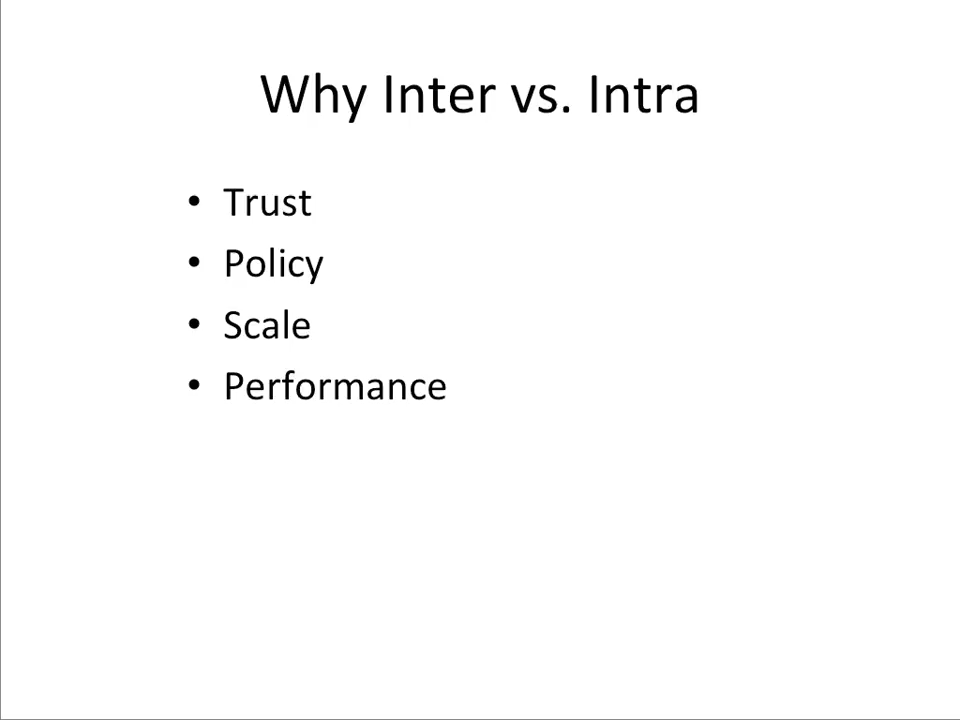 Why Inter vs. Intra
• Trust
• Policy
• Scale
• Performance